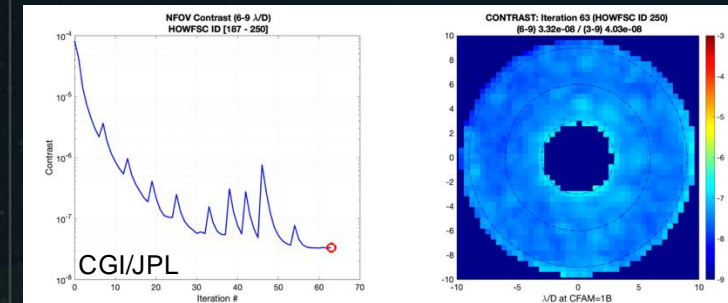 NFOV Contrast (6-9 λ/D)
HOWFSC ID [187 - 250]
10^-4
10^-5
10^-6
10^-7
10^-8
Contrast
0 10 20 30 40 50 60 70
Iteration #
CGI/JPL
CONTRAST: Iteration 63 (HOWFSC ID 250)
(6-9) 3.32e-08 / (3-9) 4.03e-08
10
8
6
4
2
0
-2
-4
-6
-8
-10
-10 -5 0 5 10
λ/D at CFAM=1B
-3
-4
-5
-6
-7
-8
-9